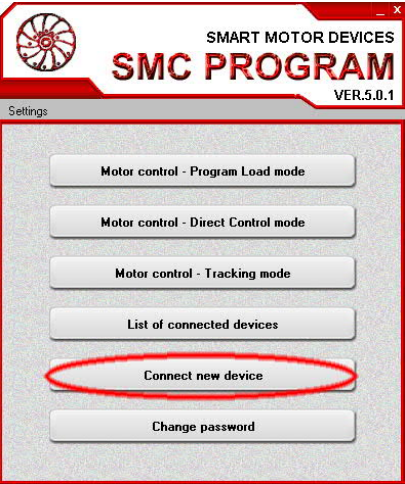 SMART MOTOR DEVICES
SMC PROGRAM
VER.5.0.1
Settings
Motor control - Program Load mode
Motor control - Direct Control mode
Motor control - Tracking mode
List of connected devices
Connect new device
Change password